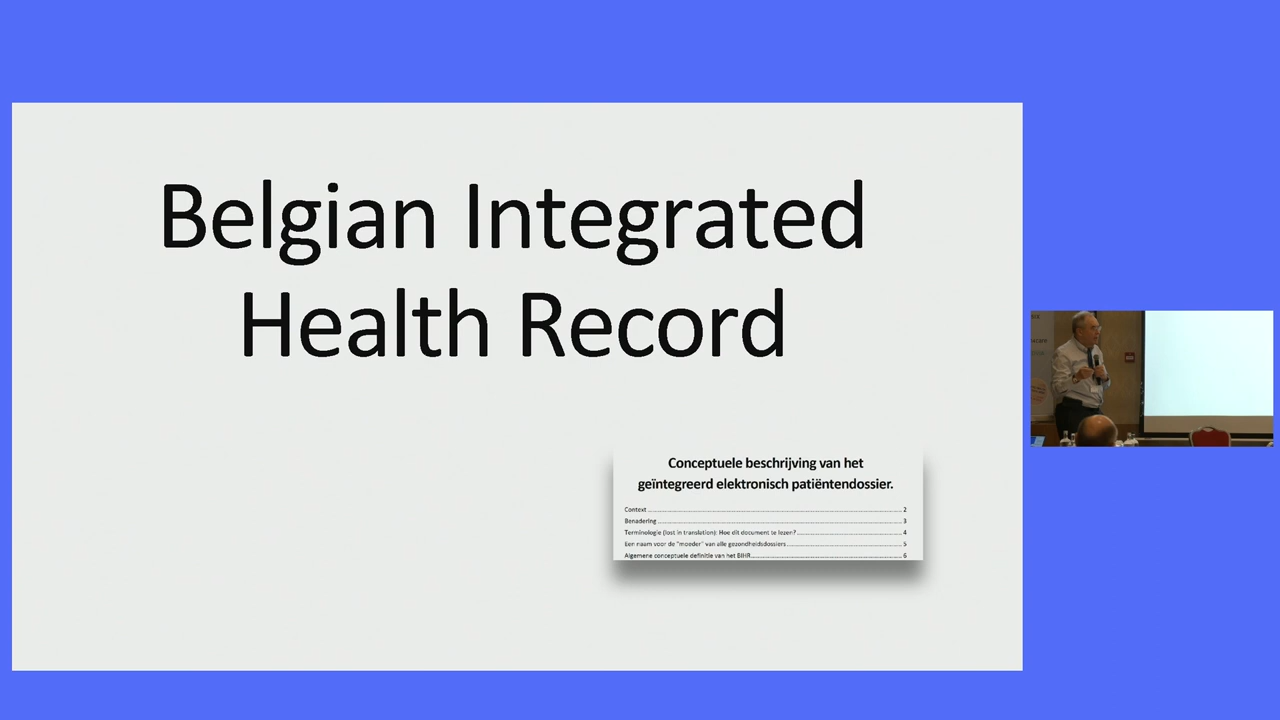 Belgian Integrated
Health Record
Conceptuele beschrijving van het
geïntegreerd elektronisch patiëntendossier.
Context ........ 2
Benadering ........ 3
Terminologie (lost in translation): Hoe dit document te lezen? ........ 4
Een naam voor de "moeder" van alle gezondheidsdossiers ........ 5
Algemene conceptuele definitie van het BIHR ........ 6